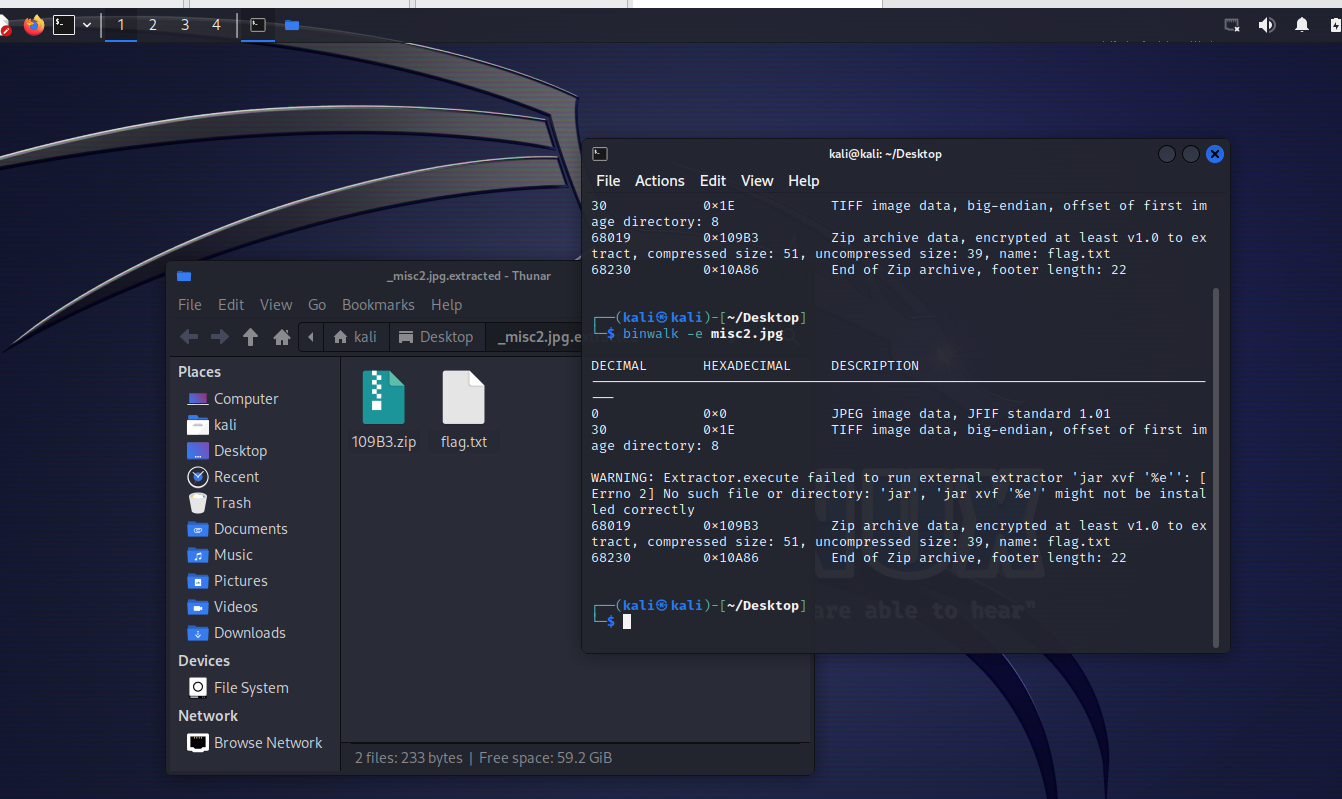 1 2 3 4
kali@kali: ~/Desktop
File Actions Edit View Help
30 0×1E TIFF image data, big-endian, offset of first im
age directory: 8
68019 0×109B3 Zip archive data, encrypted at least v1.0 to ex
tract, compressed size: 51, uncompressed size: 39, name: flag.txt
68230 0×10A86 End of Zip archive, footer length: 22
┌──(kali㉿kali)-[~/Desktop]
└─$ binwalk -e misc2.jpg
DECIMAL HEXADECIMAL DESCRIPTION
0 0×0 JPEG image data, JFIF standard 1.01
30 0×1E TIFF image data, big-endian, offset of first im
age directory: 8
WARNING: Extractor.execute failed to run external extractor 'jar xvf '%e'': [
Errno 2] No such file or directory: 'jar', 'jar xvf '%e'' might not be instal
led correctly
68019 0×109B3 Zip archive data, encrypted at least v1.0 to ex
tract, compressed size: 51, uncompressed size: 39, name: flag.txt
68230 0×10A86 End of Zip archive, footer length: 22
┌──(kali㉿kali)-[~/Desktop]
└─$
are able to hear"
_misc2.jpg.extracted - Thunar
File Edit View Go Bookmarks Help
kali Desktop _misc2.jpg.e
Places
Computer
kali
Desktop
Recent
Trash
Documents
Music
Pictures
Videos
Downloads
Devices
File System
Network
Browse Network
109B3.zip flag.txt
2 files: 233 bytes | Free space: 59.2 GiB